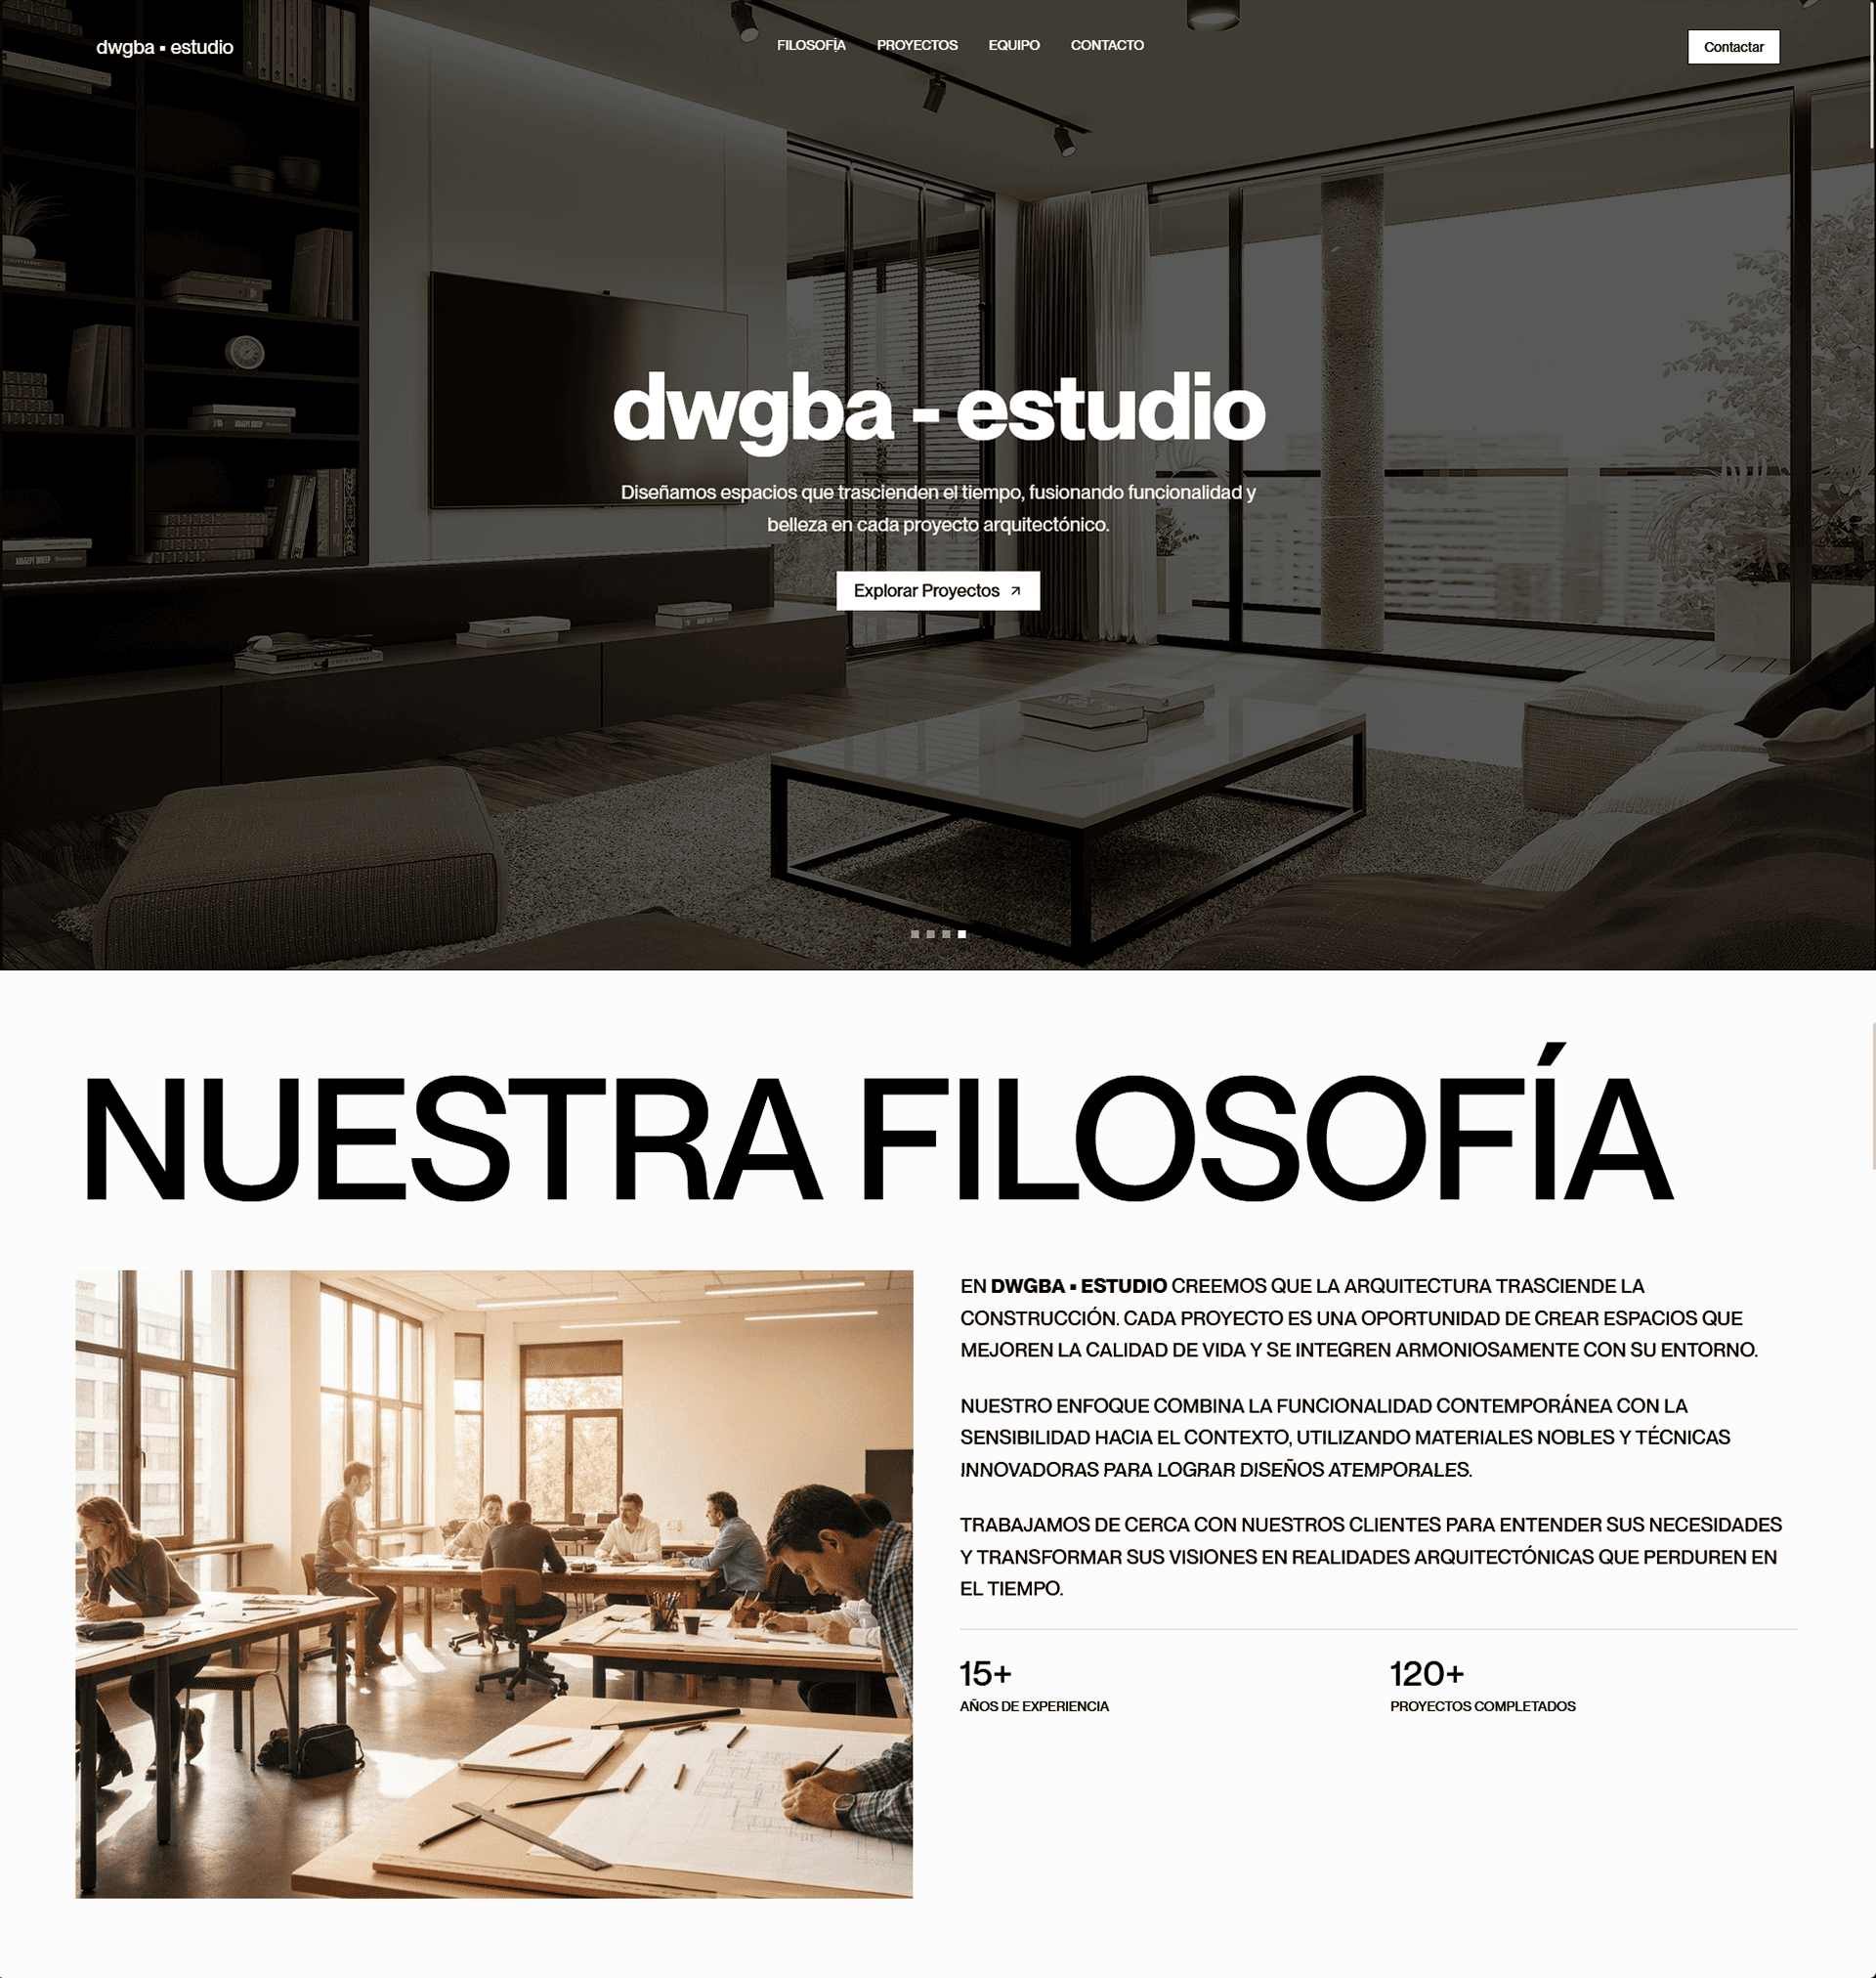 dwgba ▪ estudio
FILOSOFÍA PROYECTOS EQUIPO CONTACTO
Contactar
dwgba - estudio
Diseñamos espacios que trascienden el tiempo, fusionando funcionalidad y
belleza en cada proyecto arquitectónico.
Explorar Proyectos
NUESTRA FILOSOFÍA
EN DWGBA ▪ ESTUDIO CREEMOS QUE LA ARQUITECTURA TRASCIENDE LA
CONSTRUCCIÓN. CADA PROYECTO ES UNA OPORTUNIDAD DE CREAR ESPACIOS QUE
MEJOREN LA CALIDAD DE VIDA Y SE INTEGREN ARMONIOSAMENTE CON SU ENTORNO.
NUESTRO ENFOQUE COMBINA LA FUNCIONALIDAD CONTEMPORÁNEA CON LA
SENSIBILIDAD HACIA EL CONTEXTO, UTILIZANDO MATERIALES NOBLES Y TÉCNICAS
INNOVADORAS PARA LOGRAR DISEÑOS ATEMPORALES.
TRABAJAMOS DE CERCA CON NUESTROS CLIENTES PARA ENTENDER SUS NECESIDADES
Y TRANSFORMAR SUS VISIONES EN REALIDADES ARQUITECTÓNICAS QUE PERDUREN EN
EL TIEMPO.
15+
AÑOS DE EXPERIENCIA
120+
PROYECTOS COMPLETADOS